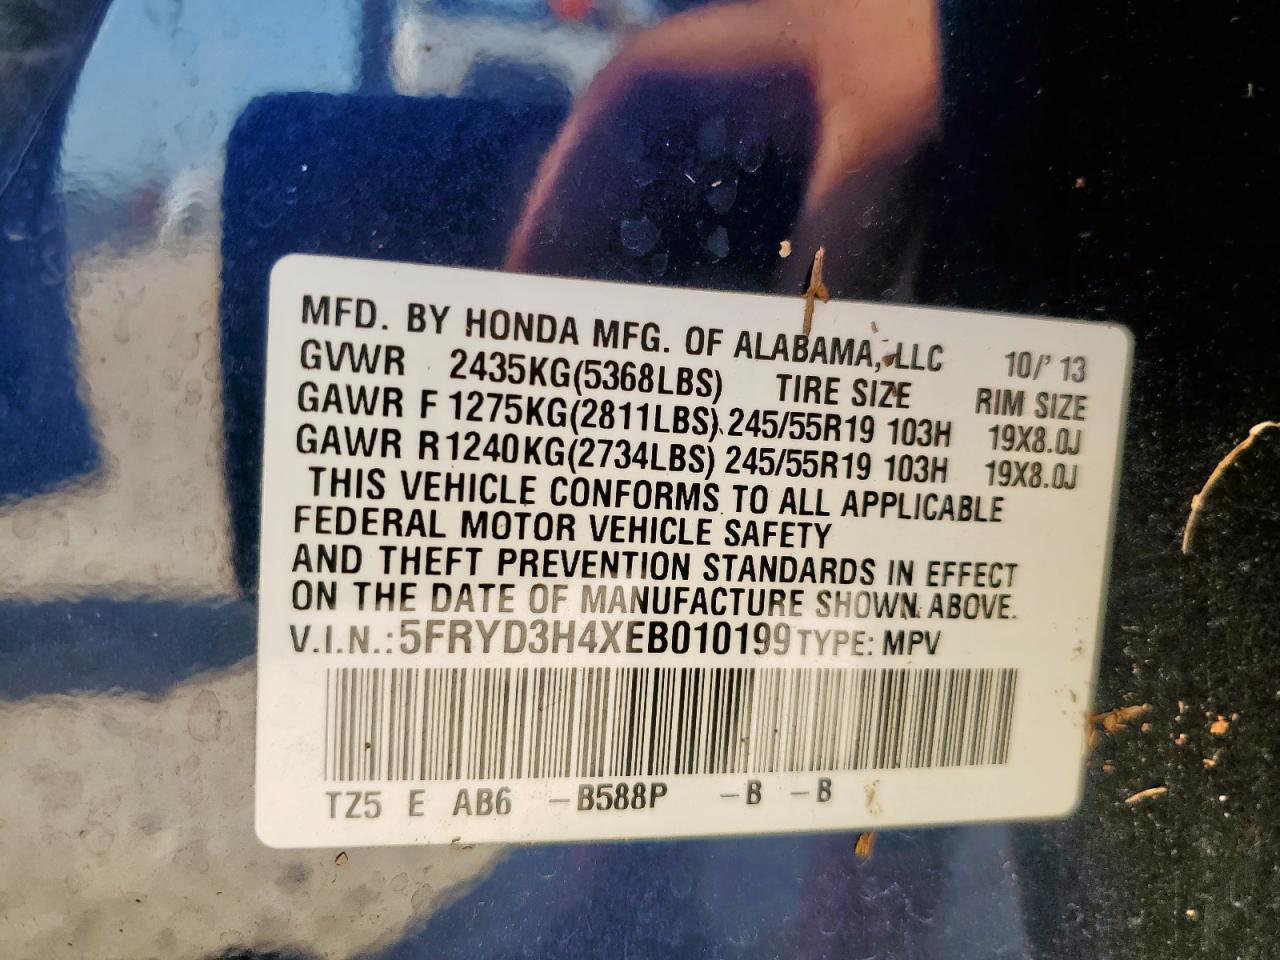 MFD. BY HONDA MFG. OF ALABAMA, LLC 10/'13
GVWR 2435KG(5368LBS) TIRE SIZE RIM SIZE
GAWR F 1275KG(2811LBS) 245/55R19 103H 19X8.0J
GAWR R 1240KG(2734LBS) 245/55R19 103H 19X8.0J
THIS VEHICLE CONFORMS TO ALL APPLICABLE
FEDERAL MOTOR VEHICLE SAFETY
AND THEFT PREVENTION STANDARDS IN EFFECT
ON THE DATE OF MANUFACTURE SHOWN ABOVE.
V.I.N.: 5FRYD3H4XEB010199 TYPE: MPV
TZ5 E AB6 -B588P -B -B